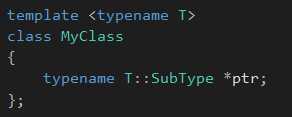 template <typename T>
class MyClass
{
    typename T::SubType *ptr;
};